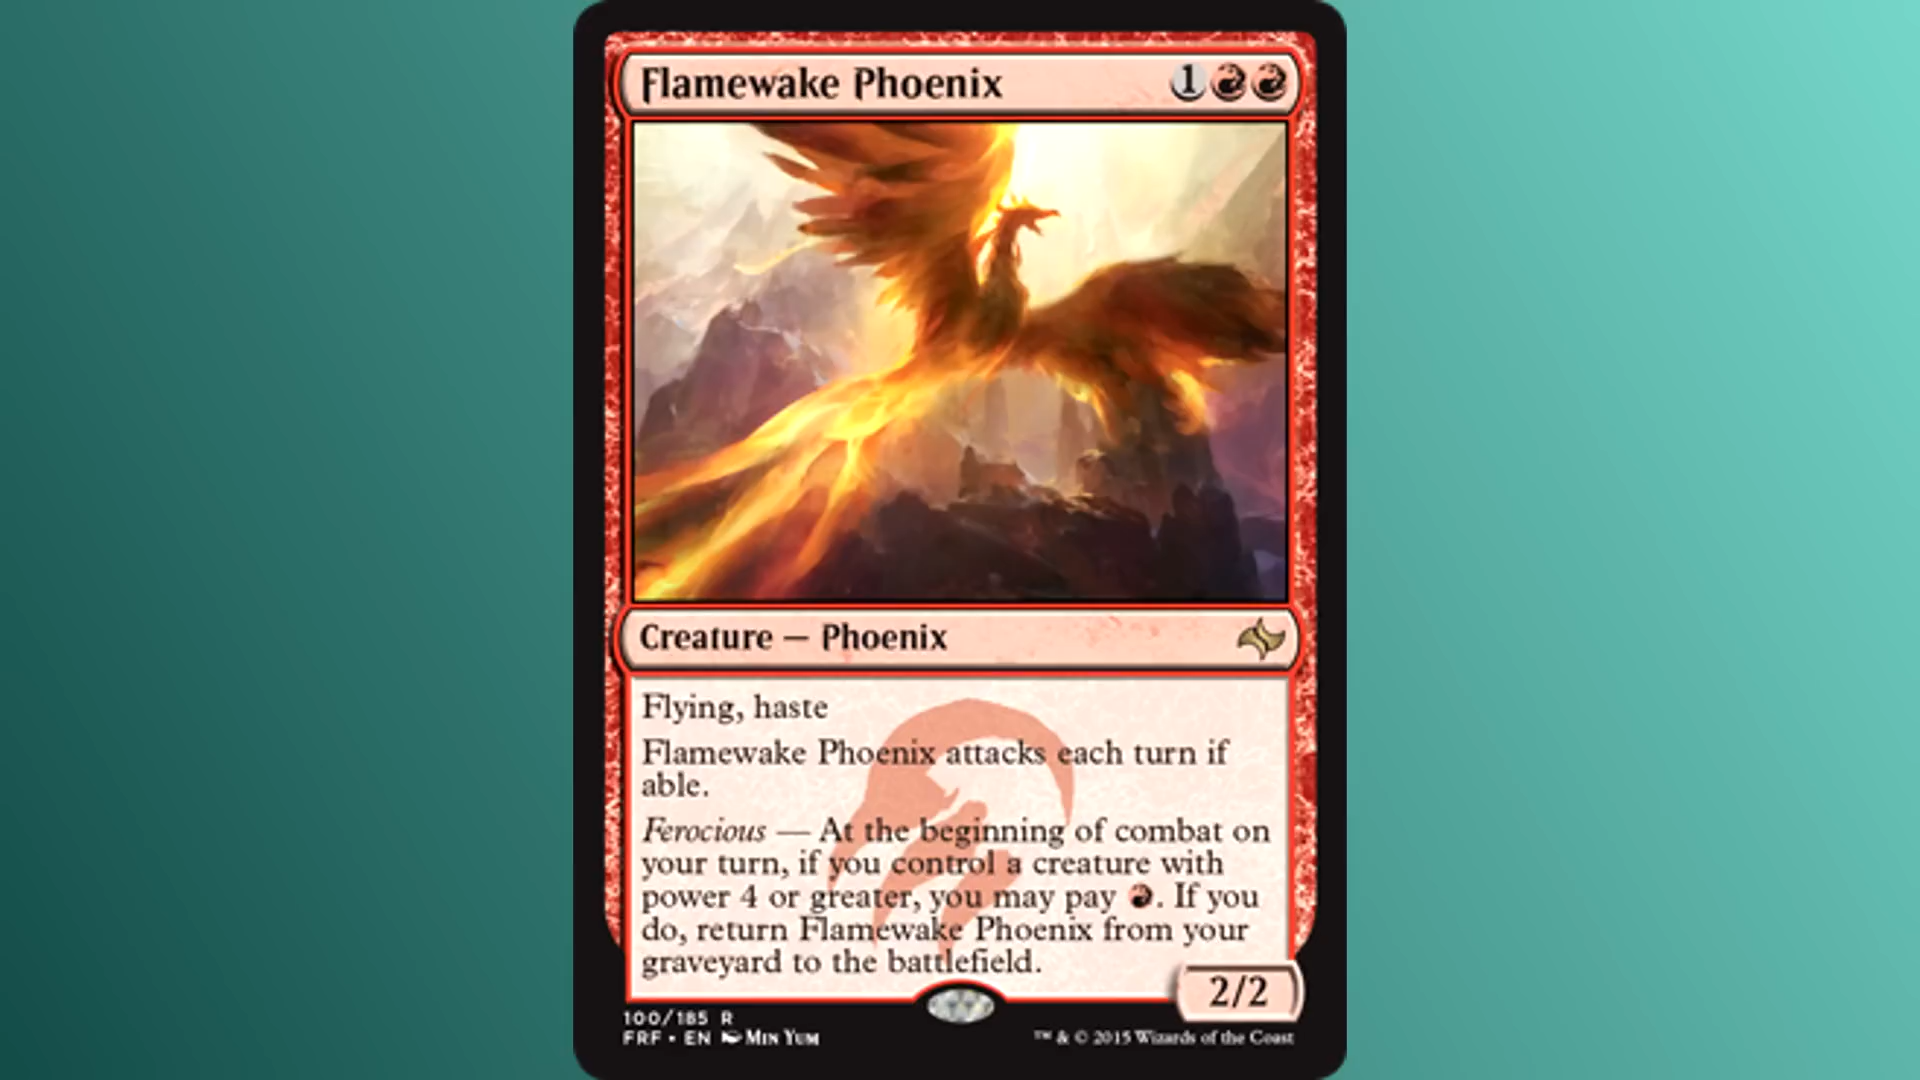 Flamewake Phoenix 1
Creature — Phoenix
Flying, haste
Flamewake Phoenix attacks each turn if
able.
Ferocious — At the beginning of combat on
your turn, if you control a creature with
power 4 or greater, you may pay . If you
do, return Flamewake Phoenix from your
graveyard to the battlefield.
2/2
100/185 R
FRF • EN Min Yum
™ & © 2015 Wizards of the Coast